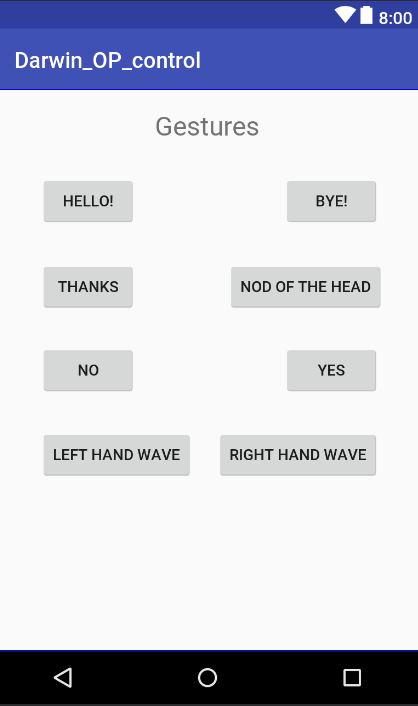 8:00
Darwin_OP_control
Gestures
HELLO! BYE!
THANKS NOD OF THE HEAD
NO YES
LEFT HAND WAVE RIGHT HAND WAVE